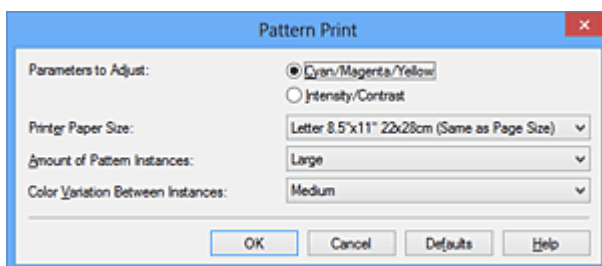 Pattern Print
Parameters to Adjust:
Cyan/Magenta/Yellow
Intensity/Contrast
Printer Paper Size:
Letter 8.5"x11" 22x28cm (Same as Page Size)
Amount of Pattern Instances:
Large
Color Variation Between Instances:
Medium
OK Cancel Defaults Help